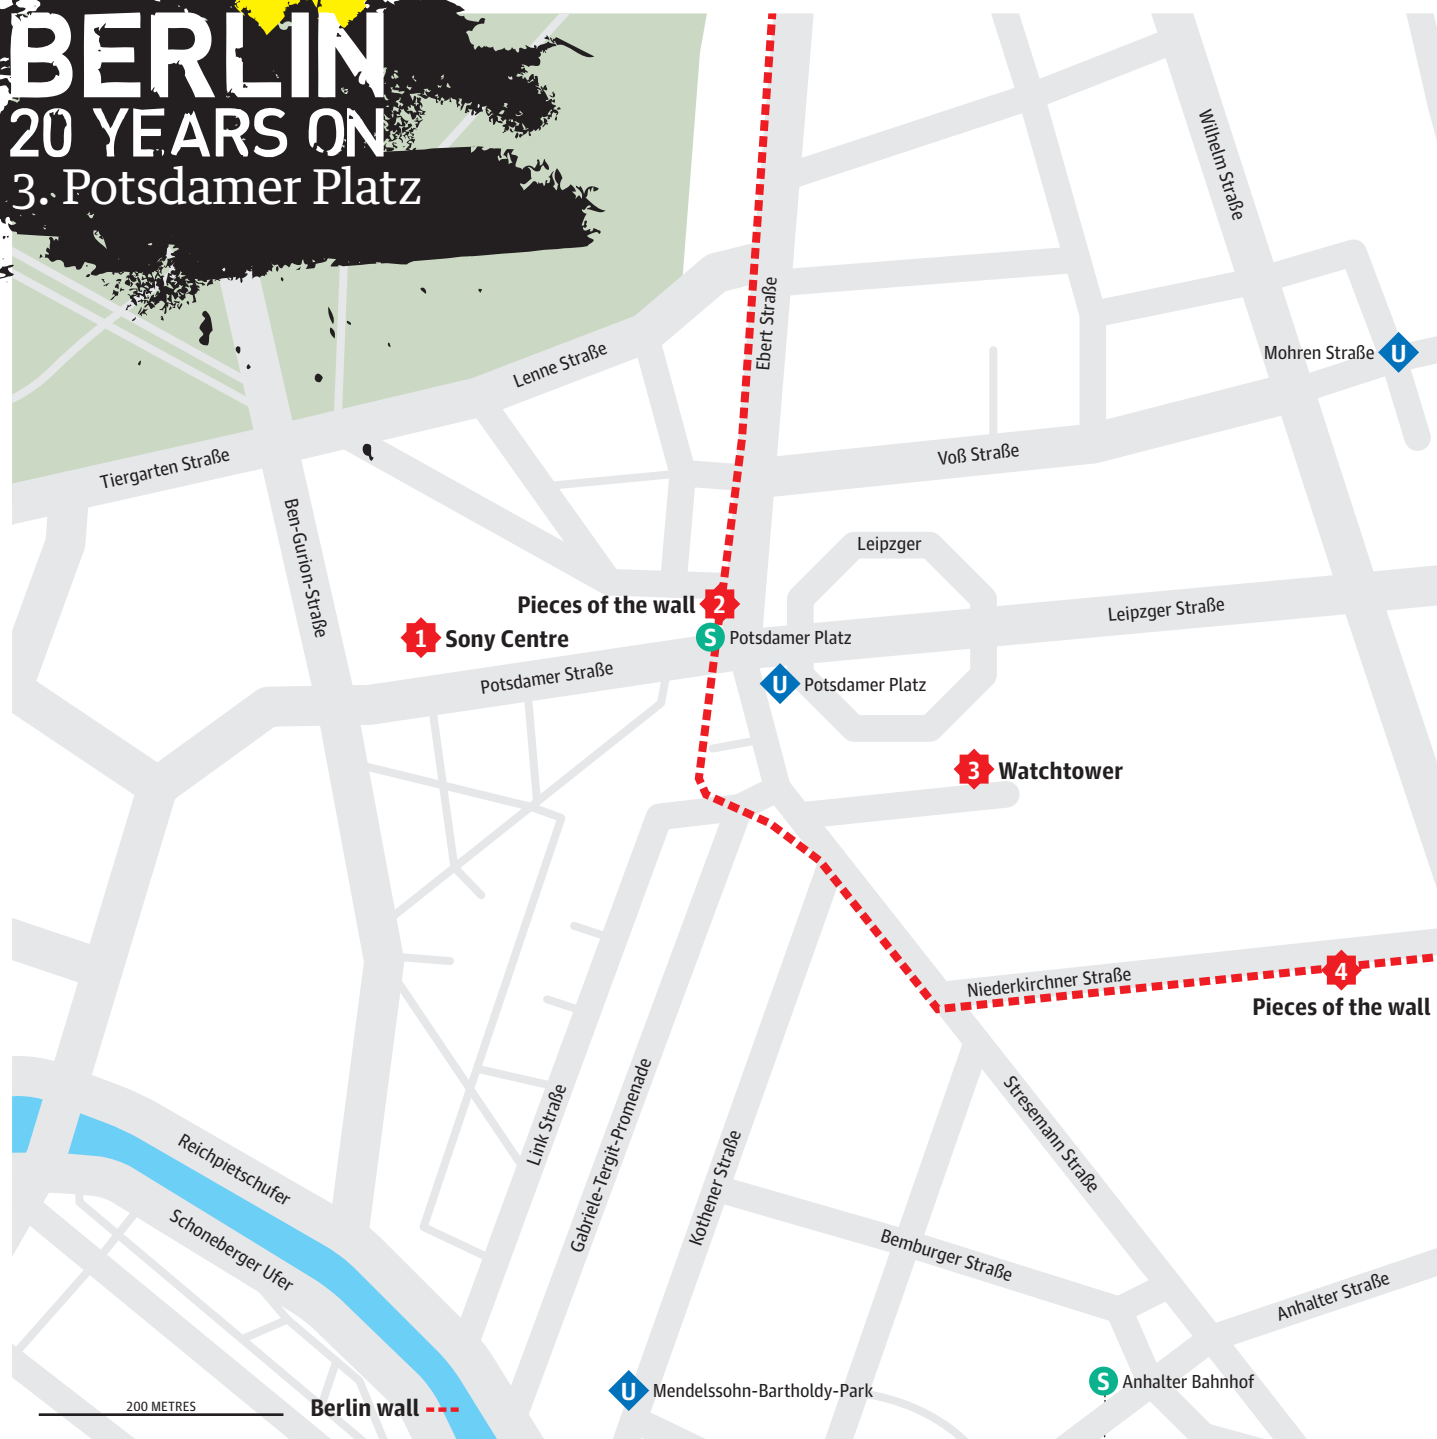 BERLIN
20 YEARS ON
3. Potsdamer Platz
Wilhelm Straße
Ebert Straße
Mohren Straße
U
Lenne Straße
Tiergarten Straße
Voß Straße
Ben-Gurion-Straße
Leipzger
Pieces of the wall
2
Leipzger Straße
1
Sony Centre
S
Potsdamer Platz
Potsdamer Straße
U
Potsdamer Platz
3
Watchtower
Niederkirchner Straße
4
Pieces of the wall
Link Straße
Gabriele-Tergit-Promenade
Kothener Straße
Stresemann Straße
Reichpietschufer
Schoneberger Ufer
Bemburger Straße
Anhalter Straße
U
Mendelssohn-Bartholdy-Park
S
Anhalter Bahnhof
200 METRES
Berlin wall